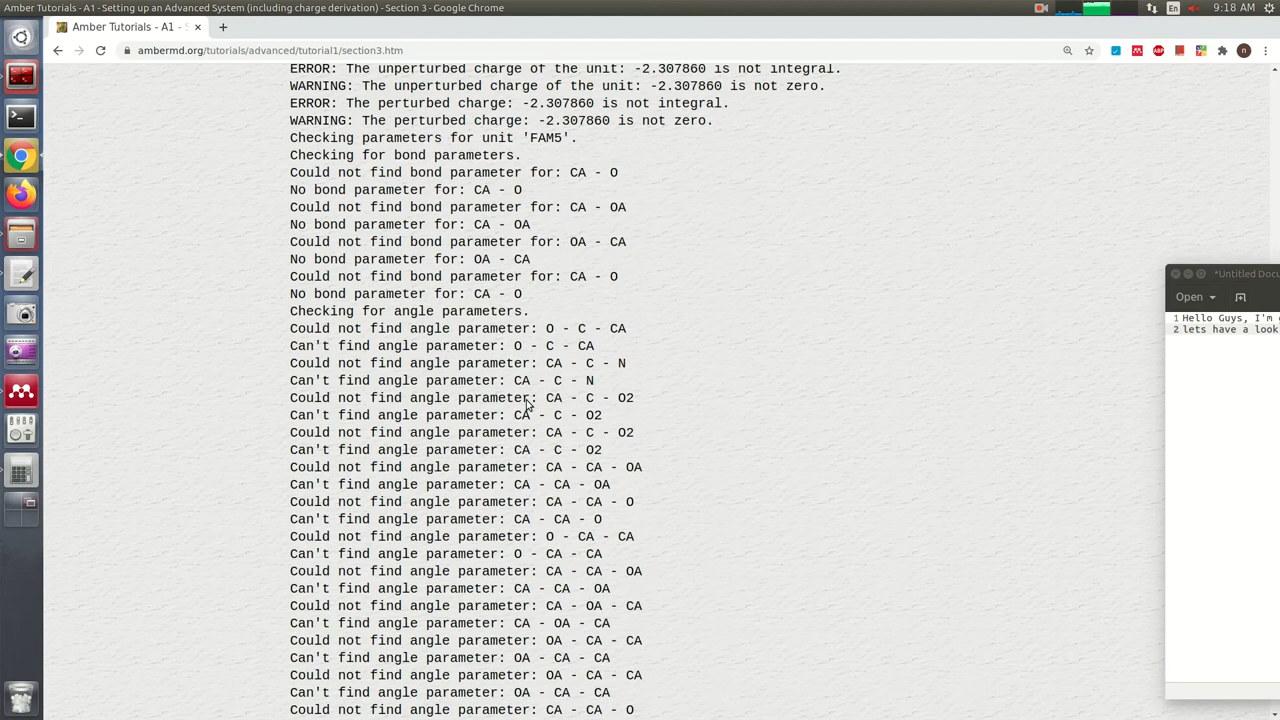 Amber Tutorials - A1 - Setting up an Advanced System (including charge derivation) - Section 3 - Google Chrome
En
9:18 AM
Amber Tutorials - A1 - S
ambermd.org/tutorials/advanced/tutorial1/section3.htm
ERROR: The unperturbed charge of the unit: -2.307860 is not integral.
WARNING: The unperturbed charge of the unit: -2.307860 is not zero.
ERROR: The perturbed charge: -2.307860 is not integral.
WARNING: The perturbed charge: -2.307860 is not zero.
Checking parameters for unit 'FAM5'.
Checking for bond parameters.
Could not find bond parameter for: CA - O
No bond parameter for: CA - O
Could not find bond parameter for: CA - OA
No bond parameter for: CA - OA
Could not find bond parameter for: OA - CA
No bond parameter for: OA - CA
Could not find bond parameter for: CA - O
No bond parameter for: CA - O
Checking for angle parameters.
Could not find angle parameter: O - C - CA
Can't find angle parameter: O - C - CA
Could not find angle parameter: CA - C - N
Can't find angle parameter: CA - C - N
Could not find angle parameter: CA - C - O2
Can't find angle parameter: CA - C - O2
Could not find angle parameter: CA - C - O2
Can't find angle parameter: CA - C - O2
Could not find angle parameter: CA - CA - OA
Can't find angle parameter: CA - CA - OA
Could not find angle parameter: CA - CA - O
Can't find angle parameter: CA - CA - O
Could not find angle parameter: O - CA - CA
Can't find angle parameter: O - CA - CA
Could not find angle parameter: CA - CA - OA
Can't find angle parameter: CA - CA - OA
Could not find angle parameter: CA - OA - CA
Can't find angle parameter: CA - OA - CA
Could not find angle parameter: OA - CA - CA
Can't find angle parameter: OA - CA - CA
Could not find angle parameter: OA - CA - CA
Can't find angle parameter: OA - CA - CA
Could not find angle parameter: CA - CA - O
*Untitled Docu
Open
1 Hello Guys, I'm
2 lets have a look